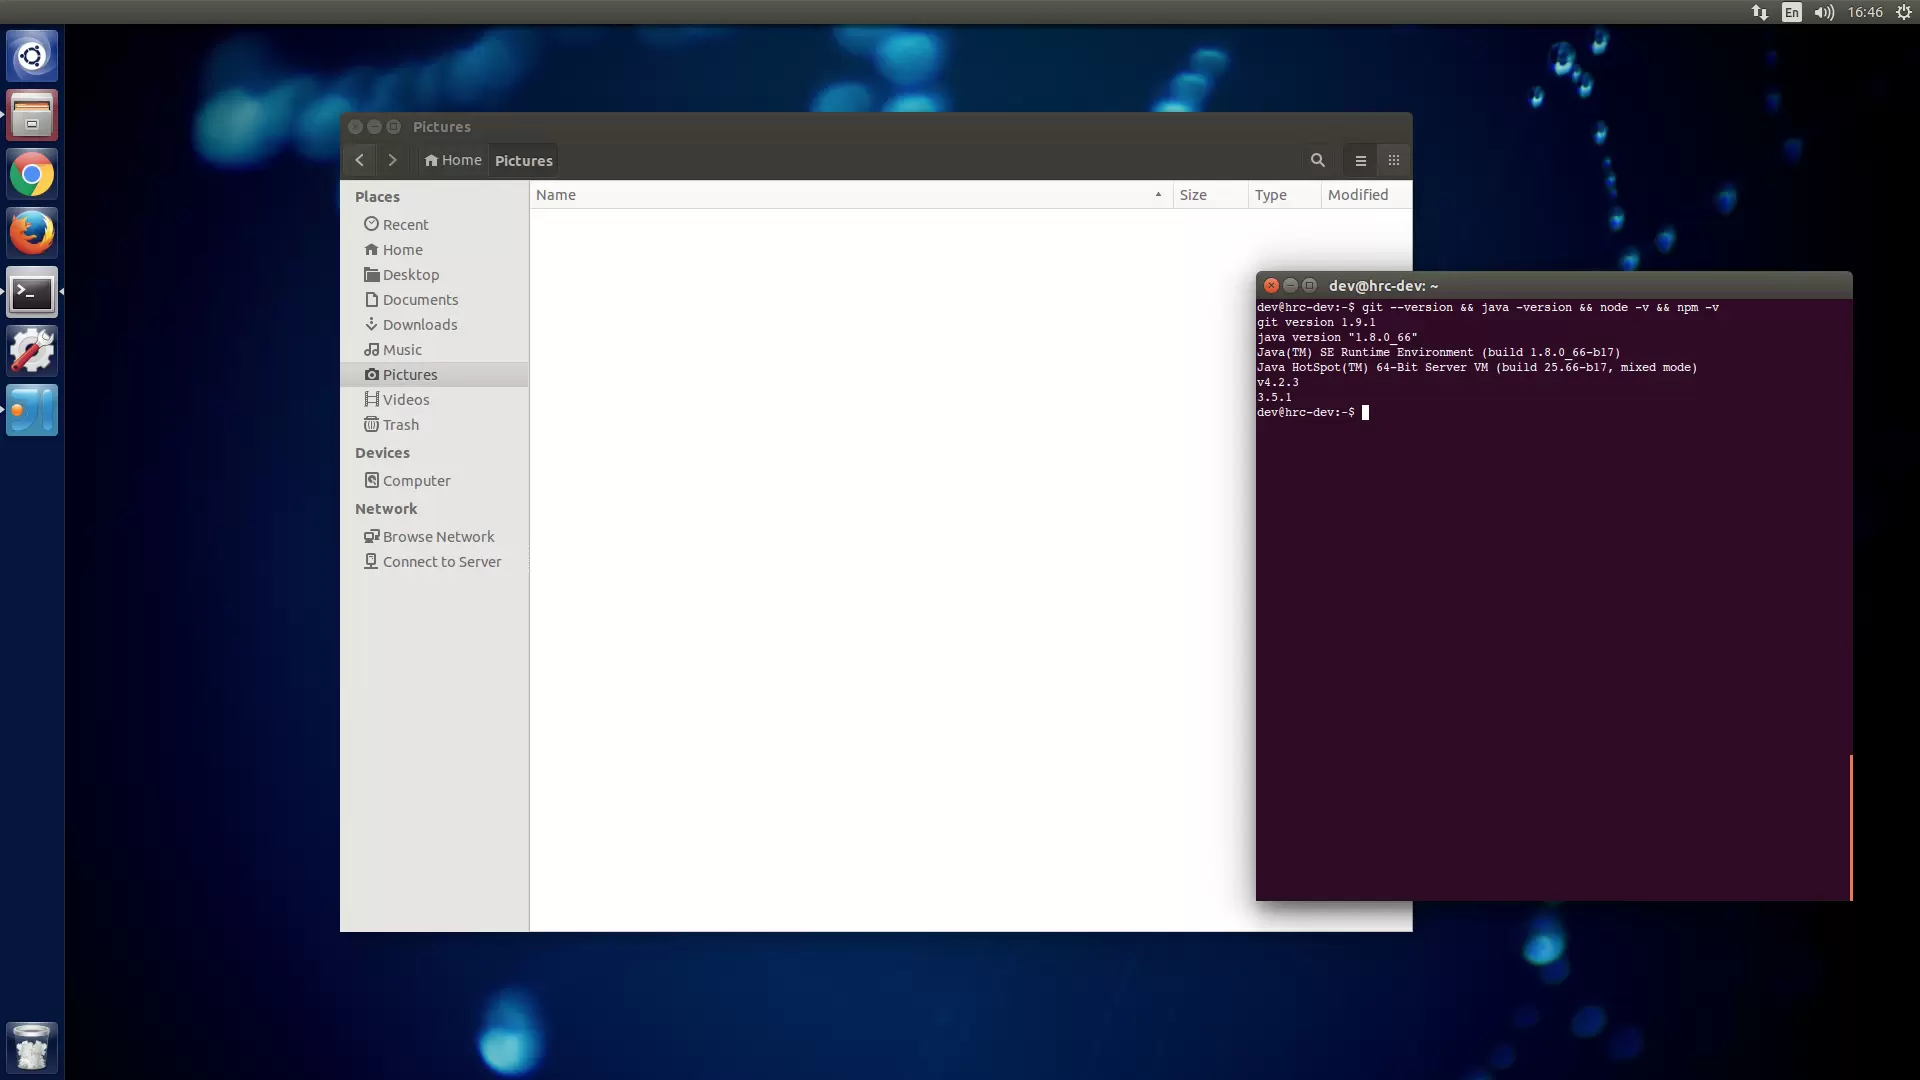 En
16:46
Pictures
Home
Pictures
Places
Recent
Home
Desktop
Documents
Downloads
Music
Pictures
Videos
Trash
Devices
Computer
Network
Browse Network
Connect to Server
Name Size Type Modified
dev@hrc-dev: ~
dev@hrc-dev:~$ git --version && java -version && node -v && npm -v
git version 1.9.1
java version "1.8.0_66"
Java(TM) SE Runtime Environment (build 1.8.0_66-b17)
Java HotSpot(TM) 64-Bit Server VM (build 25.66-b17, mixed mode)
v4.2.3
3.5.1
dev@hrc-dev:~$